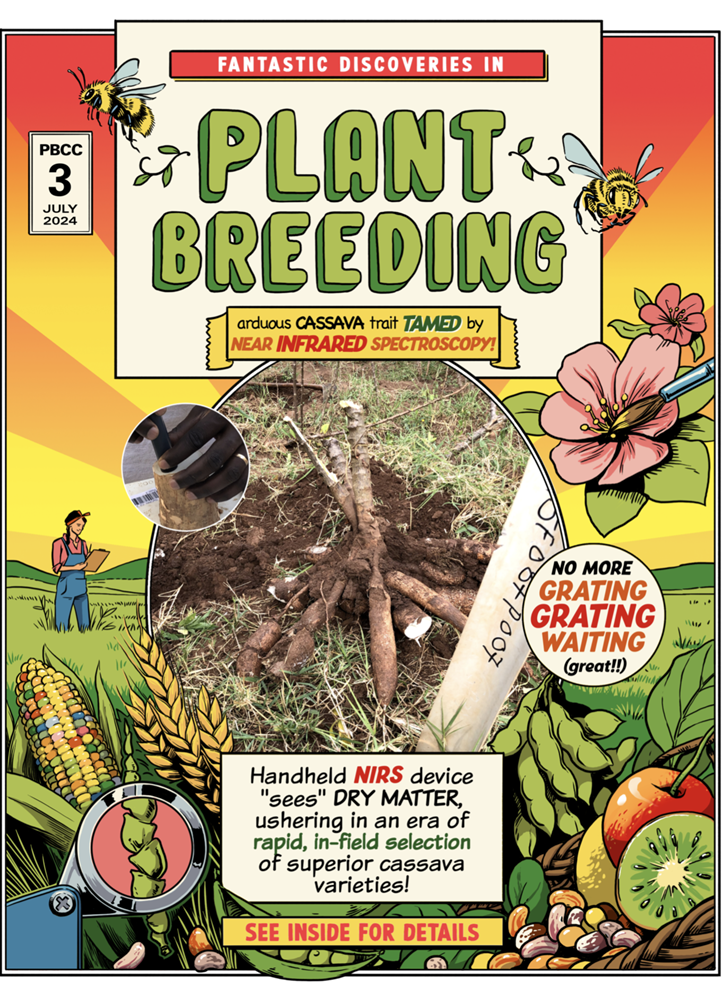 FANTASTIC DISCOVERIES IN
PLANT
BREEDING
PBCC
3
JULY
2024
arduous CASSAVA trait TAMED by
NEAR INFRARED SPECTROSCOPY!
NO MORE
GRATING
GRATING
WAITING
(great!!)
Handheld NIRS device
"sees" DRY MATTER,
ushering in an era of
rapid, in-field selection
of superior cassava
varieties!
SEE INSIDE FOR DETAILS